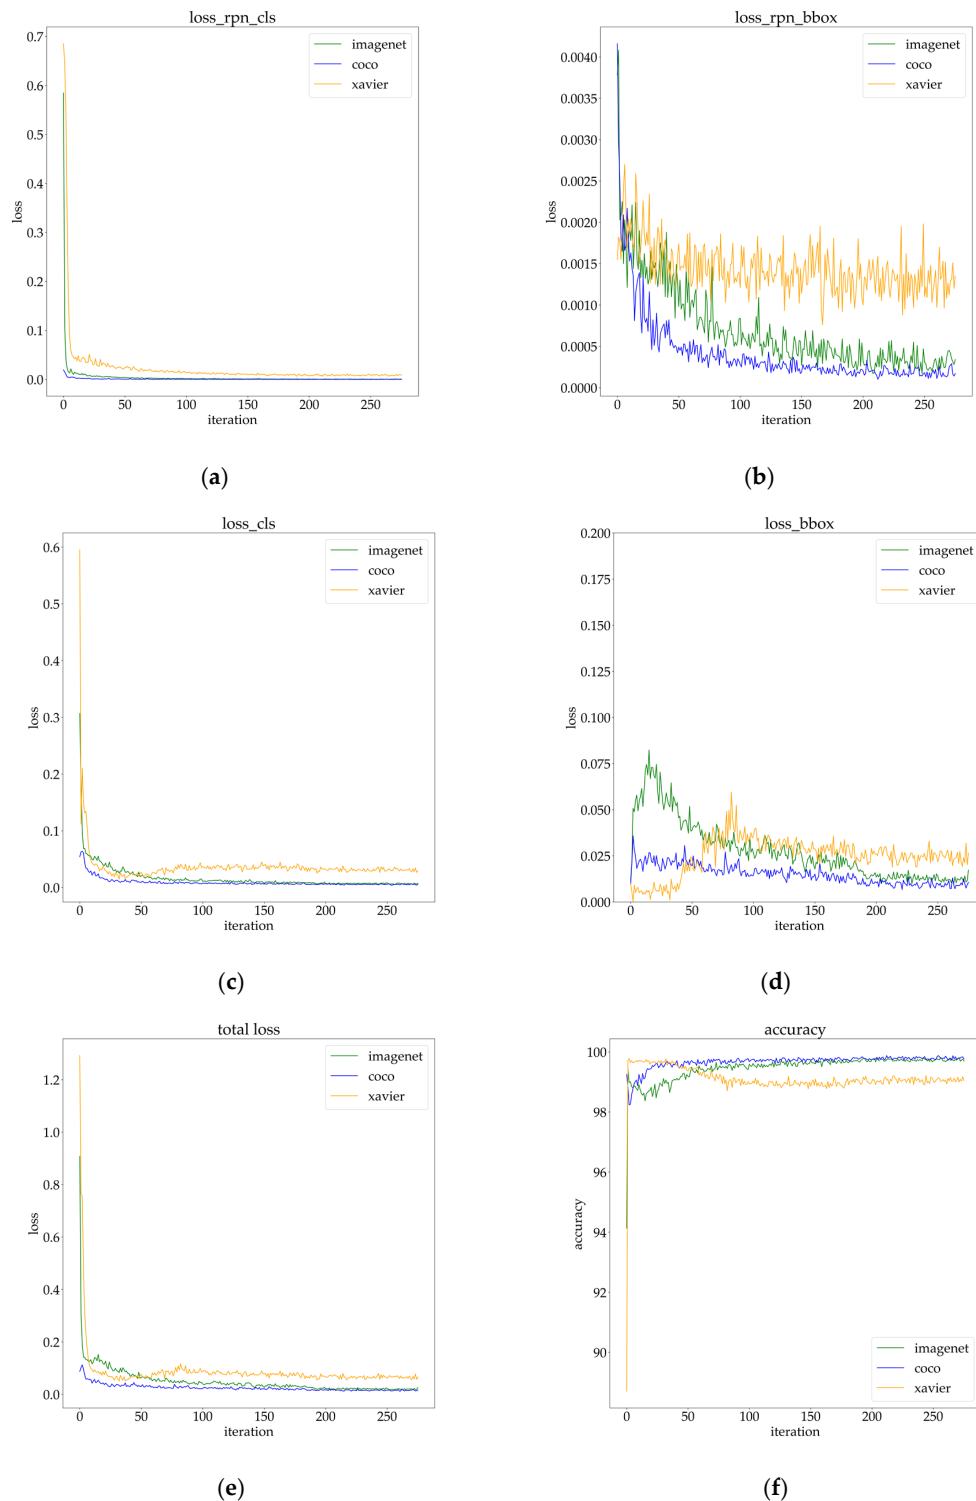 loss_rpn_cls
0.7
0.6
0.5
0.4
0.3
0.2
0.1
0.0
loss
0
50
100
150
200
250
iteration
imagenet
coco
xavier
(a)
loss_rpn_bbox
0.0040
0.0035
0.0030
0.0025
0.0020
0.0015
0.0010
0.0005
0.0000
loss
0
50
100
150
200
250
iteration
imagenet
coco
xavier
(b)
loss_cls
0.6
0.5
0.4
0.3
0.2
0.1
0.0
loss
0
50
100
150
200
250
iteration
imagenet
coco
xavier
(c)
loss_bbox
0.200
0.175
0.150
0.125
0.100
0.075
0.050
0.025
0.000
loss
0
50
100
150
200
250
iteration
imagenet
coco
xavier
(d)
total loss
1.2
1.0
0.8
0.6
0.4
0.2
0.0
loss
0
50
100
150
200
250
iteration
imagenet
coco
xavier
(e)
accuracy
100
98
96
94
92
90
accuracy
0
50
100
150
200
250
iteration
imagenet
coco
xavier
(f)